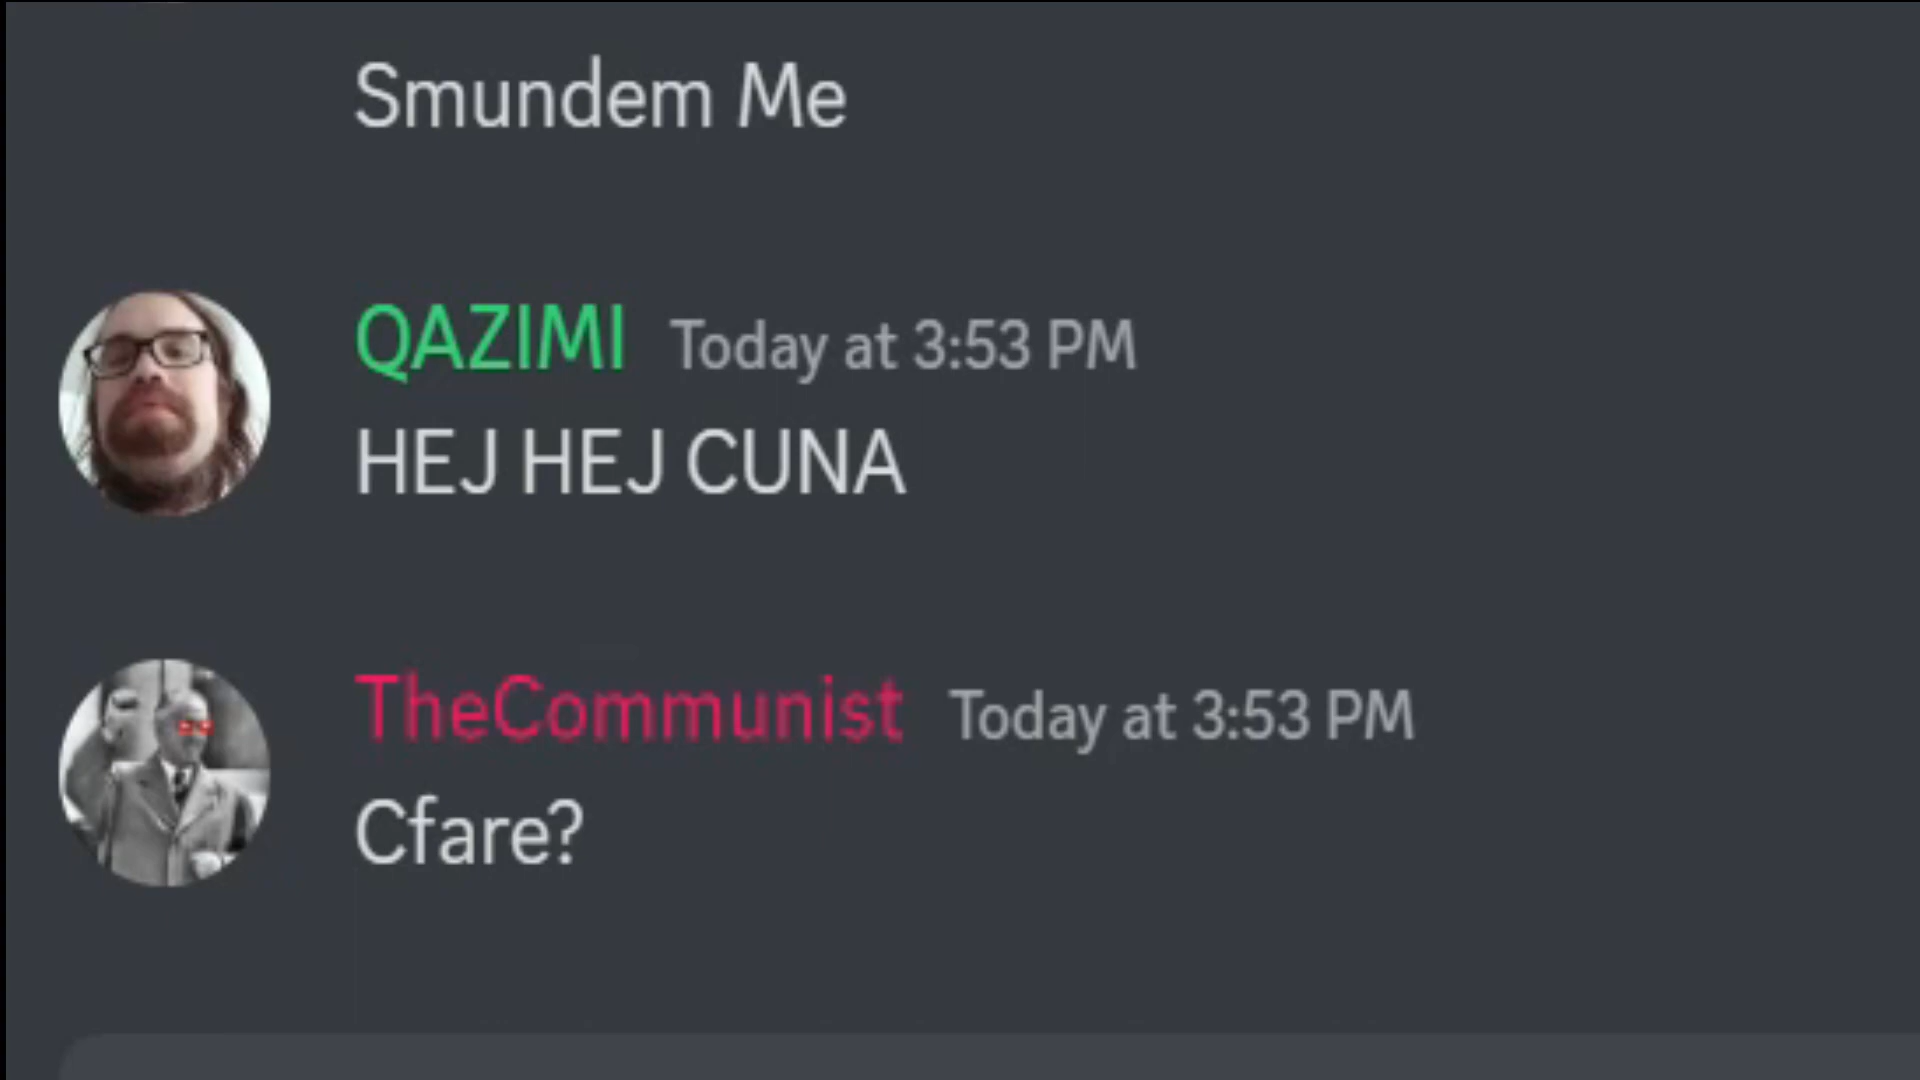 Smundem Me
QAZIMI Today at 3:53 PM
HEJ HEJ CUNA
TheCommunist Today at 3:53 PM
Cfare?